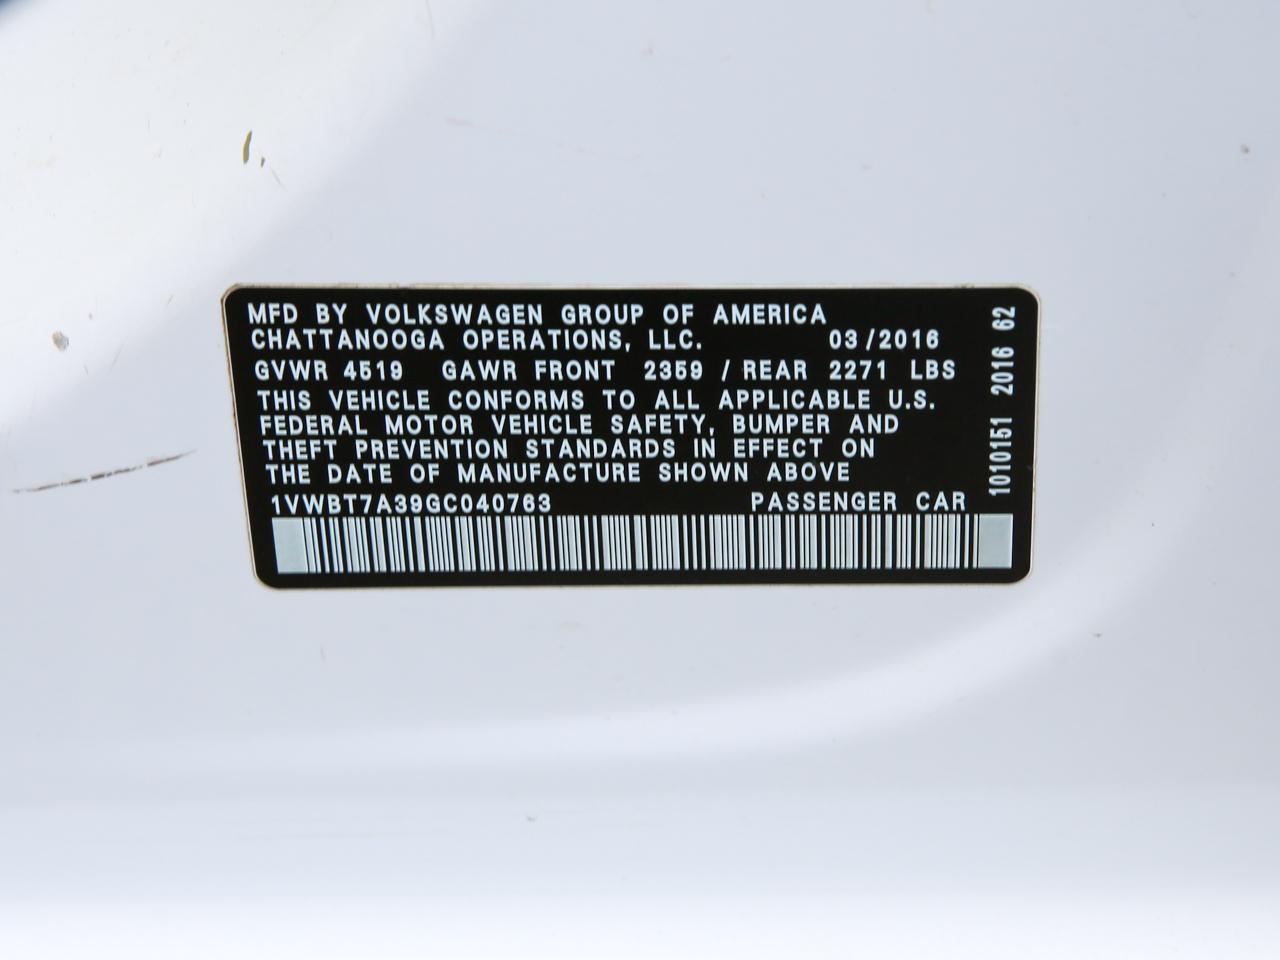 MFD BY VOLKSWAGEN GROUP OF AMERICA
CHATTANOOGA OPERATIONS, LLC. 03/2016
GVWR 4519 GAWR FRONT 2359 / REAR 2271 LBS
THIS VEHICLE CONFORMS TO ALL APPLICABLE U.S.
FEDERAL MOTOR VEHICLE SAFETY, BUMPER AND
THEFT PREVENTION STANDARDS IN EFFECT ON
THE DATE OF MANUFACTURE SHOWN ABOVE
1VWBT7A39GC040763 PASSENGER CAR
1010151 2016 62